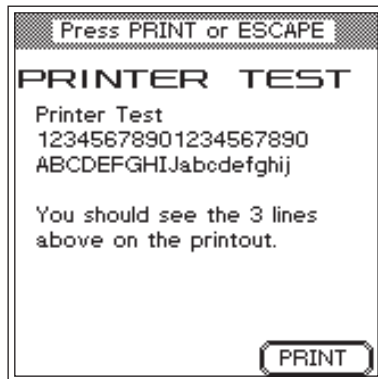 Press PRINT or ESCAPE
PRINTER TEST
Printer Test
12345678901234567890
ABCDEFGHIJabcdefghij
You should see the 3 lines
above on the printout.
PRINT